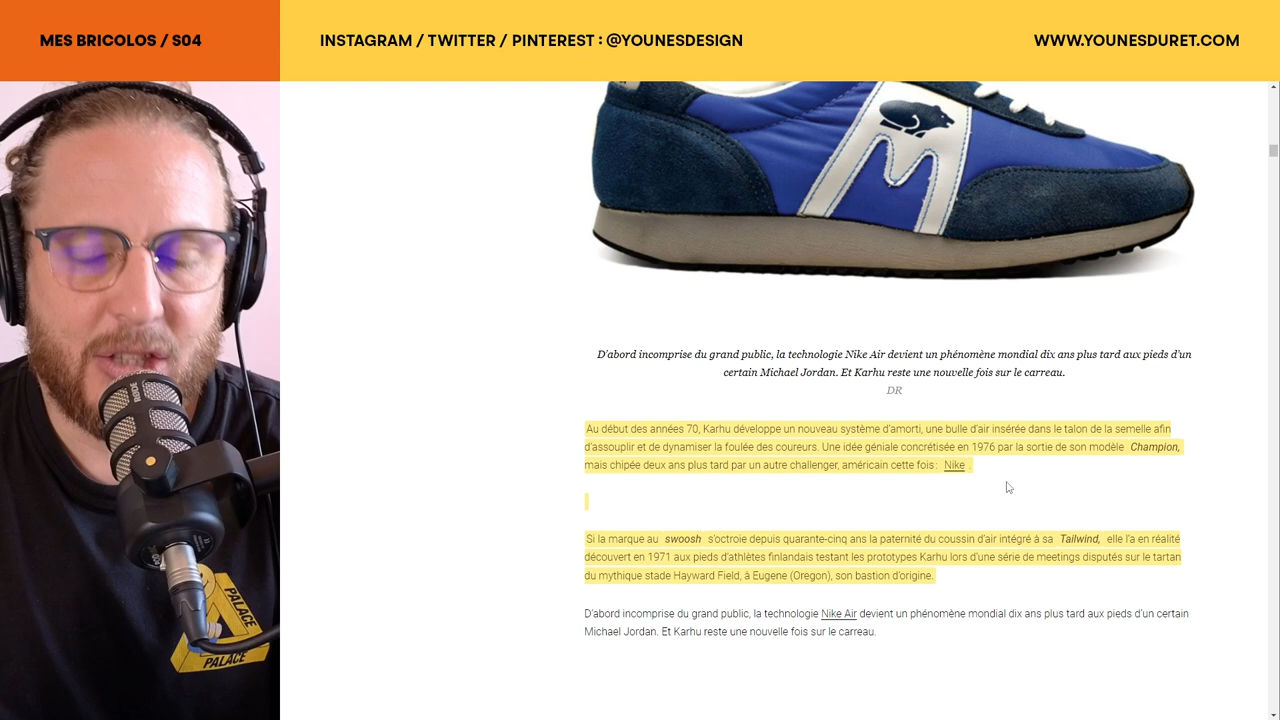 MES BRICOLOS / S04
INSTAGRAM / TWITTER / PINTEREST : @YOUNESDESIGN
WWW.YOUNESDURET.COM
D'abord incomprise du grand public, la technologie Nike Air devient un phénomène mondial dix ans plus tard aux pieds d'un
certain Michael Jordan. Et Karhu reste une nouvelle fois sur le carreau.
DR
Au début des années 70, Karhu développe un nouveau système d'amorti, une bulle d'air insérée dans le talon de la semelle afin
d'assouplir et de dynamiser la foulée des coureurs. Une idée géniale concrétisée en 1976 par la sortie de son modèle Champion,
mais chipée deux ans plus tard par un autre challenger, américain cette fois : Nike .
Si la marque au swoosh s'octroie depuis quarante-cinq ans la paternité du coussin d'air intégré à sa Tailwind, elle l'a en réalité
découvert en 1971 aux pieds d'athlètes finlandais testant les prototypes Karhu lors d'une série de meetings disputés sur le tartan
du mythique stade Hayward Field, à Eugene (Oregon), son bastion d'origine.
D'abord incomprise du grand public, la technologie Nike Air devient un phénomène mondial dix ans plus tard aux pieds d'un certain
Michael Jordan. Et Karhu reste une nouvelle fois sur le carreau.
RODE
PALACE
PALACE